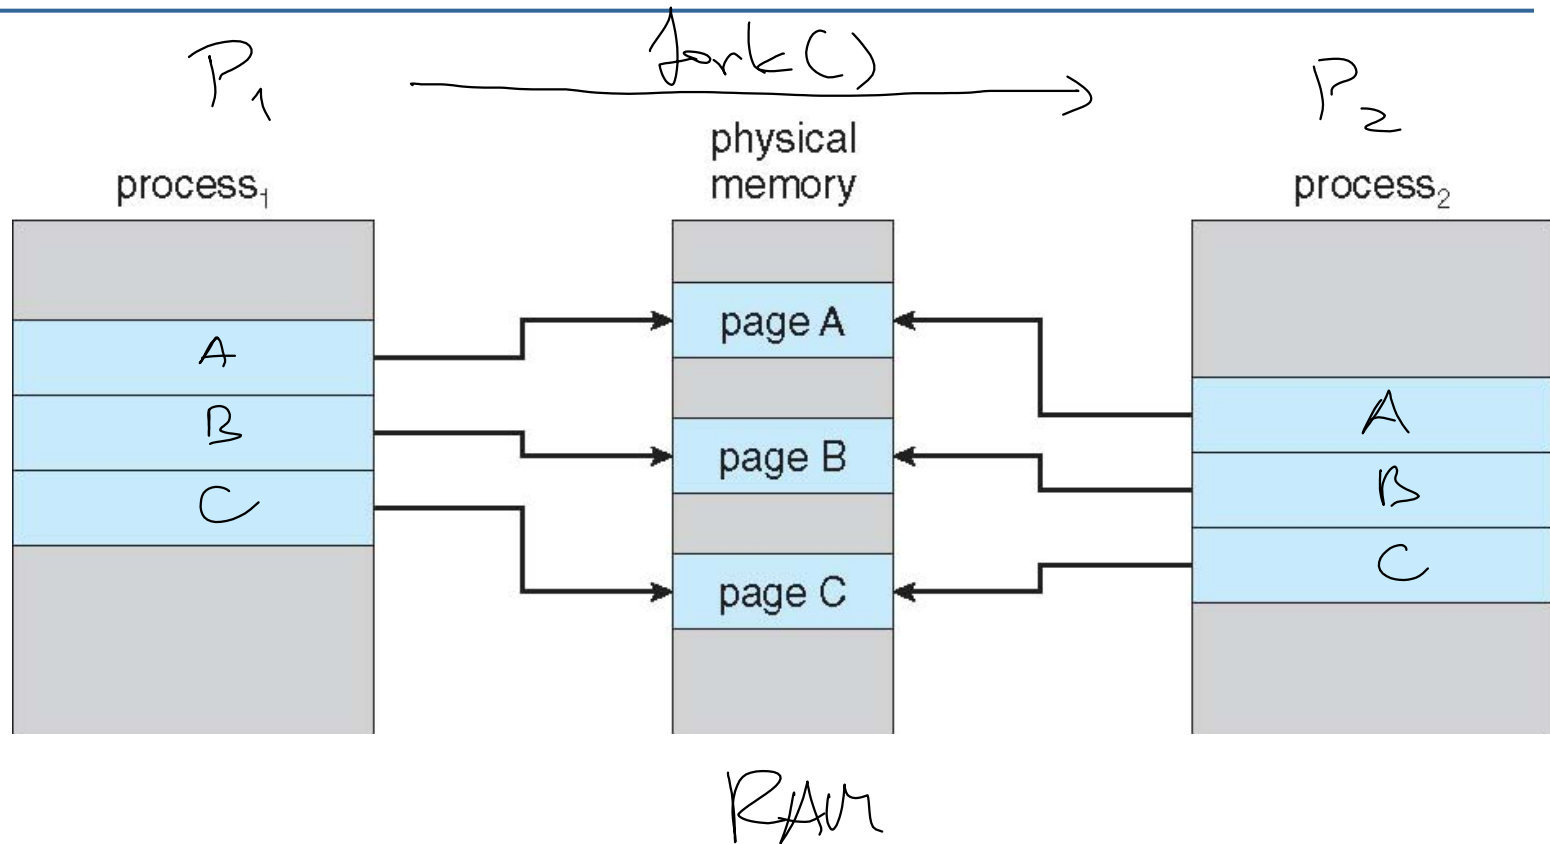 P₁
fork()
P₂
physical
memory
process₁
process₂
A
B
C
page A
page B
page C
A
B
C
RAM